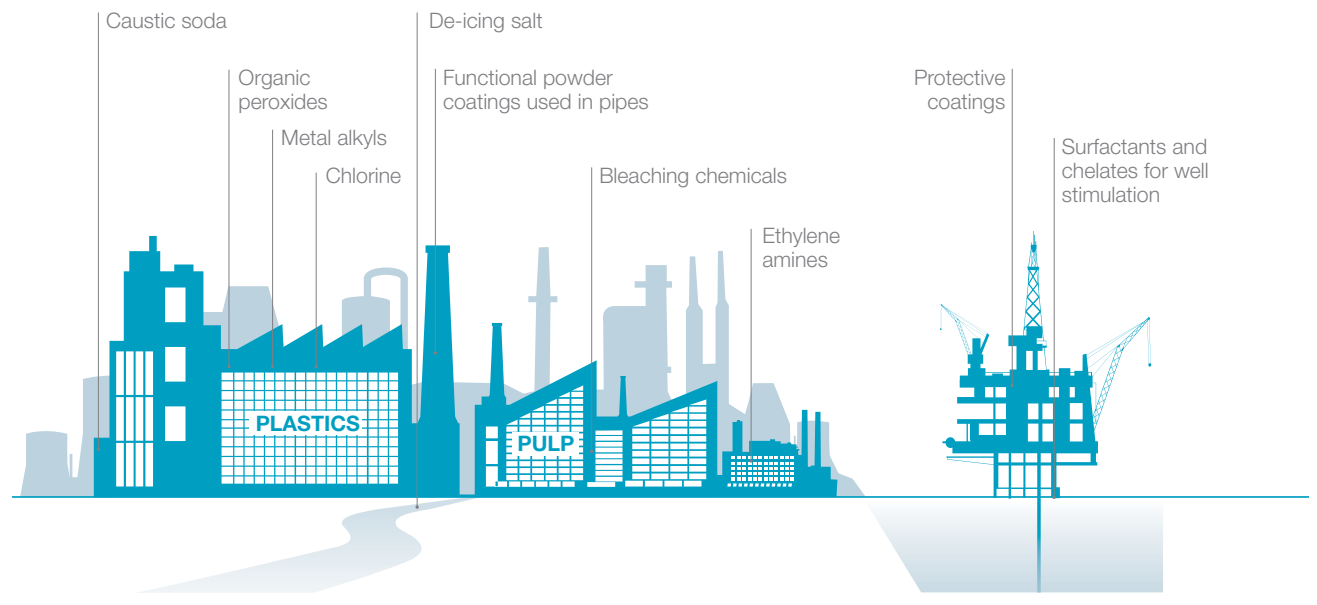 Caustic soda
De-icing salt
Organic
peroxides
Functional powder
coatings used in pipes
Protective
coatings
Metal alkyls
Surfactants and
chelates for well
stimulation
Chlorine
Bleaching chemicals
Ethylene
amines
PLASTICS
PULP